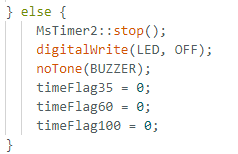 } else {
MsTimer2::stop();
digitalWrite(LED, OFF);
noTone(BUZZER);
timeFlag35 = 0;
timeFlag60 = 0;
timeFlag100 = 0;
}